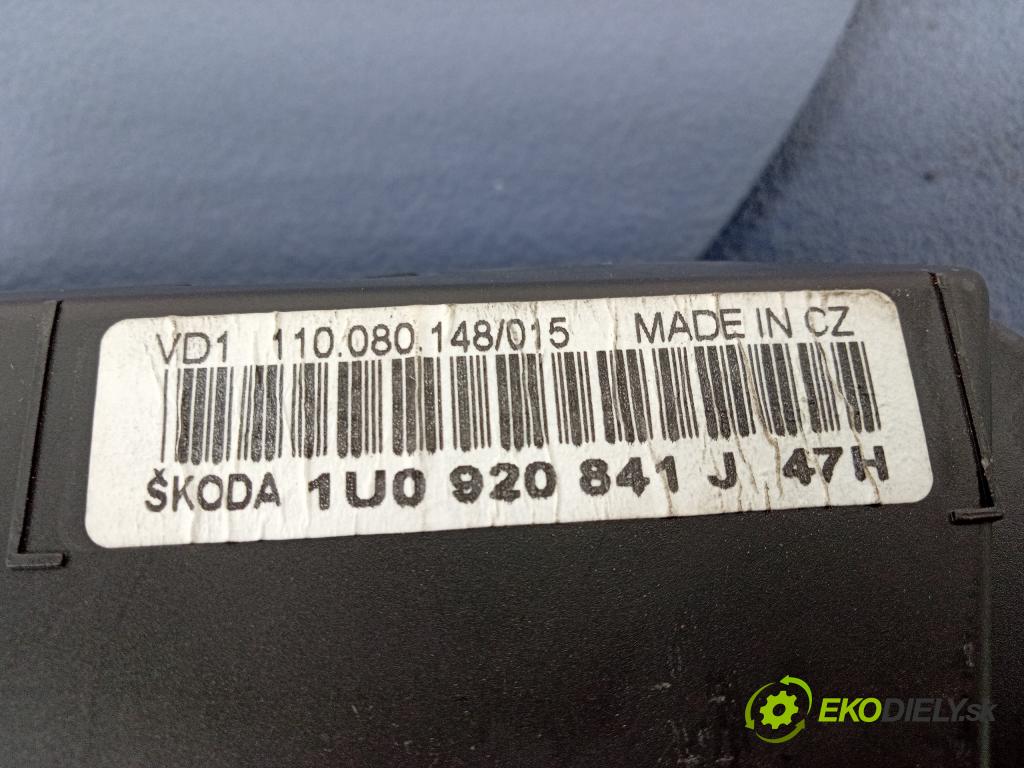 VD1 110.080.148/015 MADE IN CZ
ŠKODA 1U0 920 841 J 47H
EKODIELY.sk